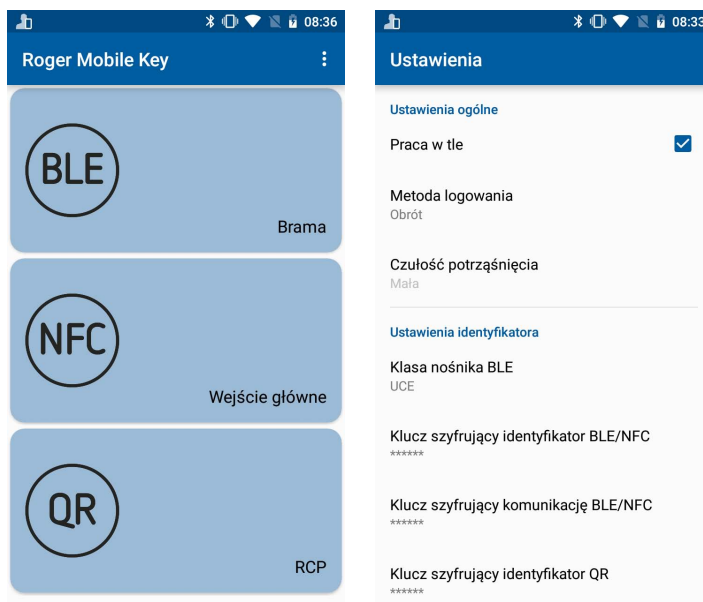 08:36
Roger Mobile Key
BLE
Brama
NFC
Wejście główne
QR
RCP
08:33
Ustawienia
Ustawienia ogólne
Praca w tle
Metoda logowania
Obrót
Czułość potrząśnięcia
Mała
Ustawienia identyfikatora
Klasa nośnika BLE
UCE
Klucz szyfrujący identyfikator BLE/NFC
******
Klucz szyfrujący komunikację BLE/NFC
******
Klucz szyfrujący identyfikator QR
******